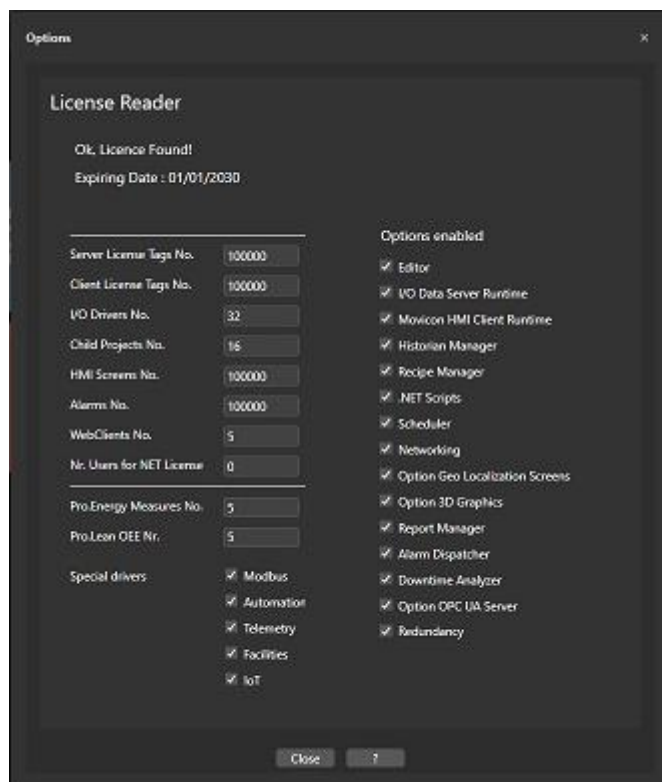 Options
×
License Reader
Ok, Licence Found!
Expiring Date : 01/01/2030
Server License Tags No. 100000
Client License Tags No. 100000
I/O Drivers No. 32
Child Projects No. 16
HMI Screens No. 100000
Alarms No. 100000
WebClients No. 5
Nr. Users for NET License 0
Pro.Energy Measures No. 5
Pro.Lean OEE Nr. 5
Special drivers
Modbus
Automation
Telemetry
Facilities
IoT
Options enabled
Editor
I/O Data Server Runtime
Movicon HMI Client Runtime
Historian Manager
Recipe Manager
.NET Scripts
Scheduler
Networking
Option Geo Localization Screens
Option 3D Graphics
Report Manager
Alarm Dispatcher
Downtime Analyzer
Option OPC UA Server
Redundancy
Close ?